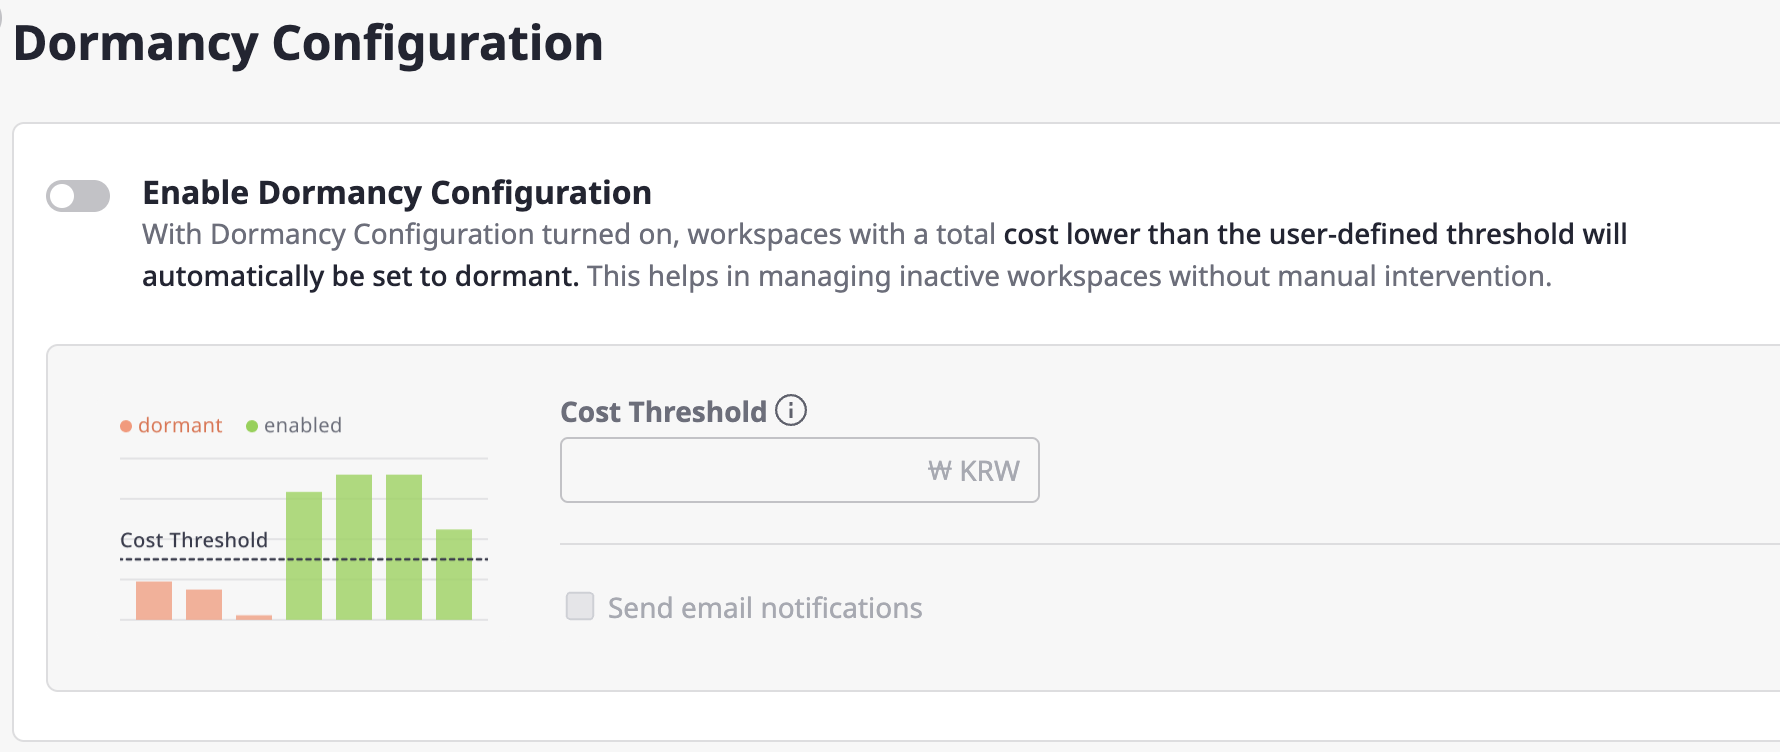 Dormancy Configuration
Enable Dormancy Configuration
With Dormancy Configuration turned on, workspaces with a total cost lower than the user-defined threshold will
automatically be set to dormant. This helps in managing inactive workspaces without manual intervention.
dormant enabled
Cost Threshold
Cost Threshold
₩ KRW
Send email notifications